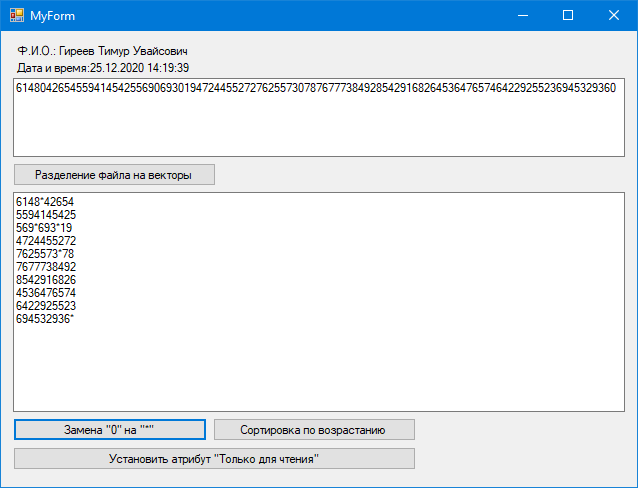 MyForm
Ф.И.О.: Гиреев Тимур Увайсович
Дата и время:25.12.2020 14:19:39
6148042654559414542556906930194724455272762557307876777384928542916826453647657464229255236945329360
Разделение файла на векторы
6148*42654
5594145425
569*693*19
4724455272
7625573*78
7677738492
8542916826
4536476574
6422925523
694532936*
Замена "0" на "*"
Сортировка по возрастанию
Установить атрибут "Только для чтения"